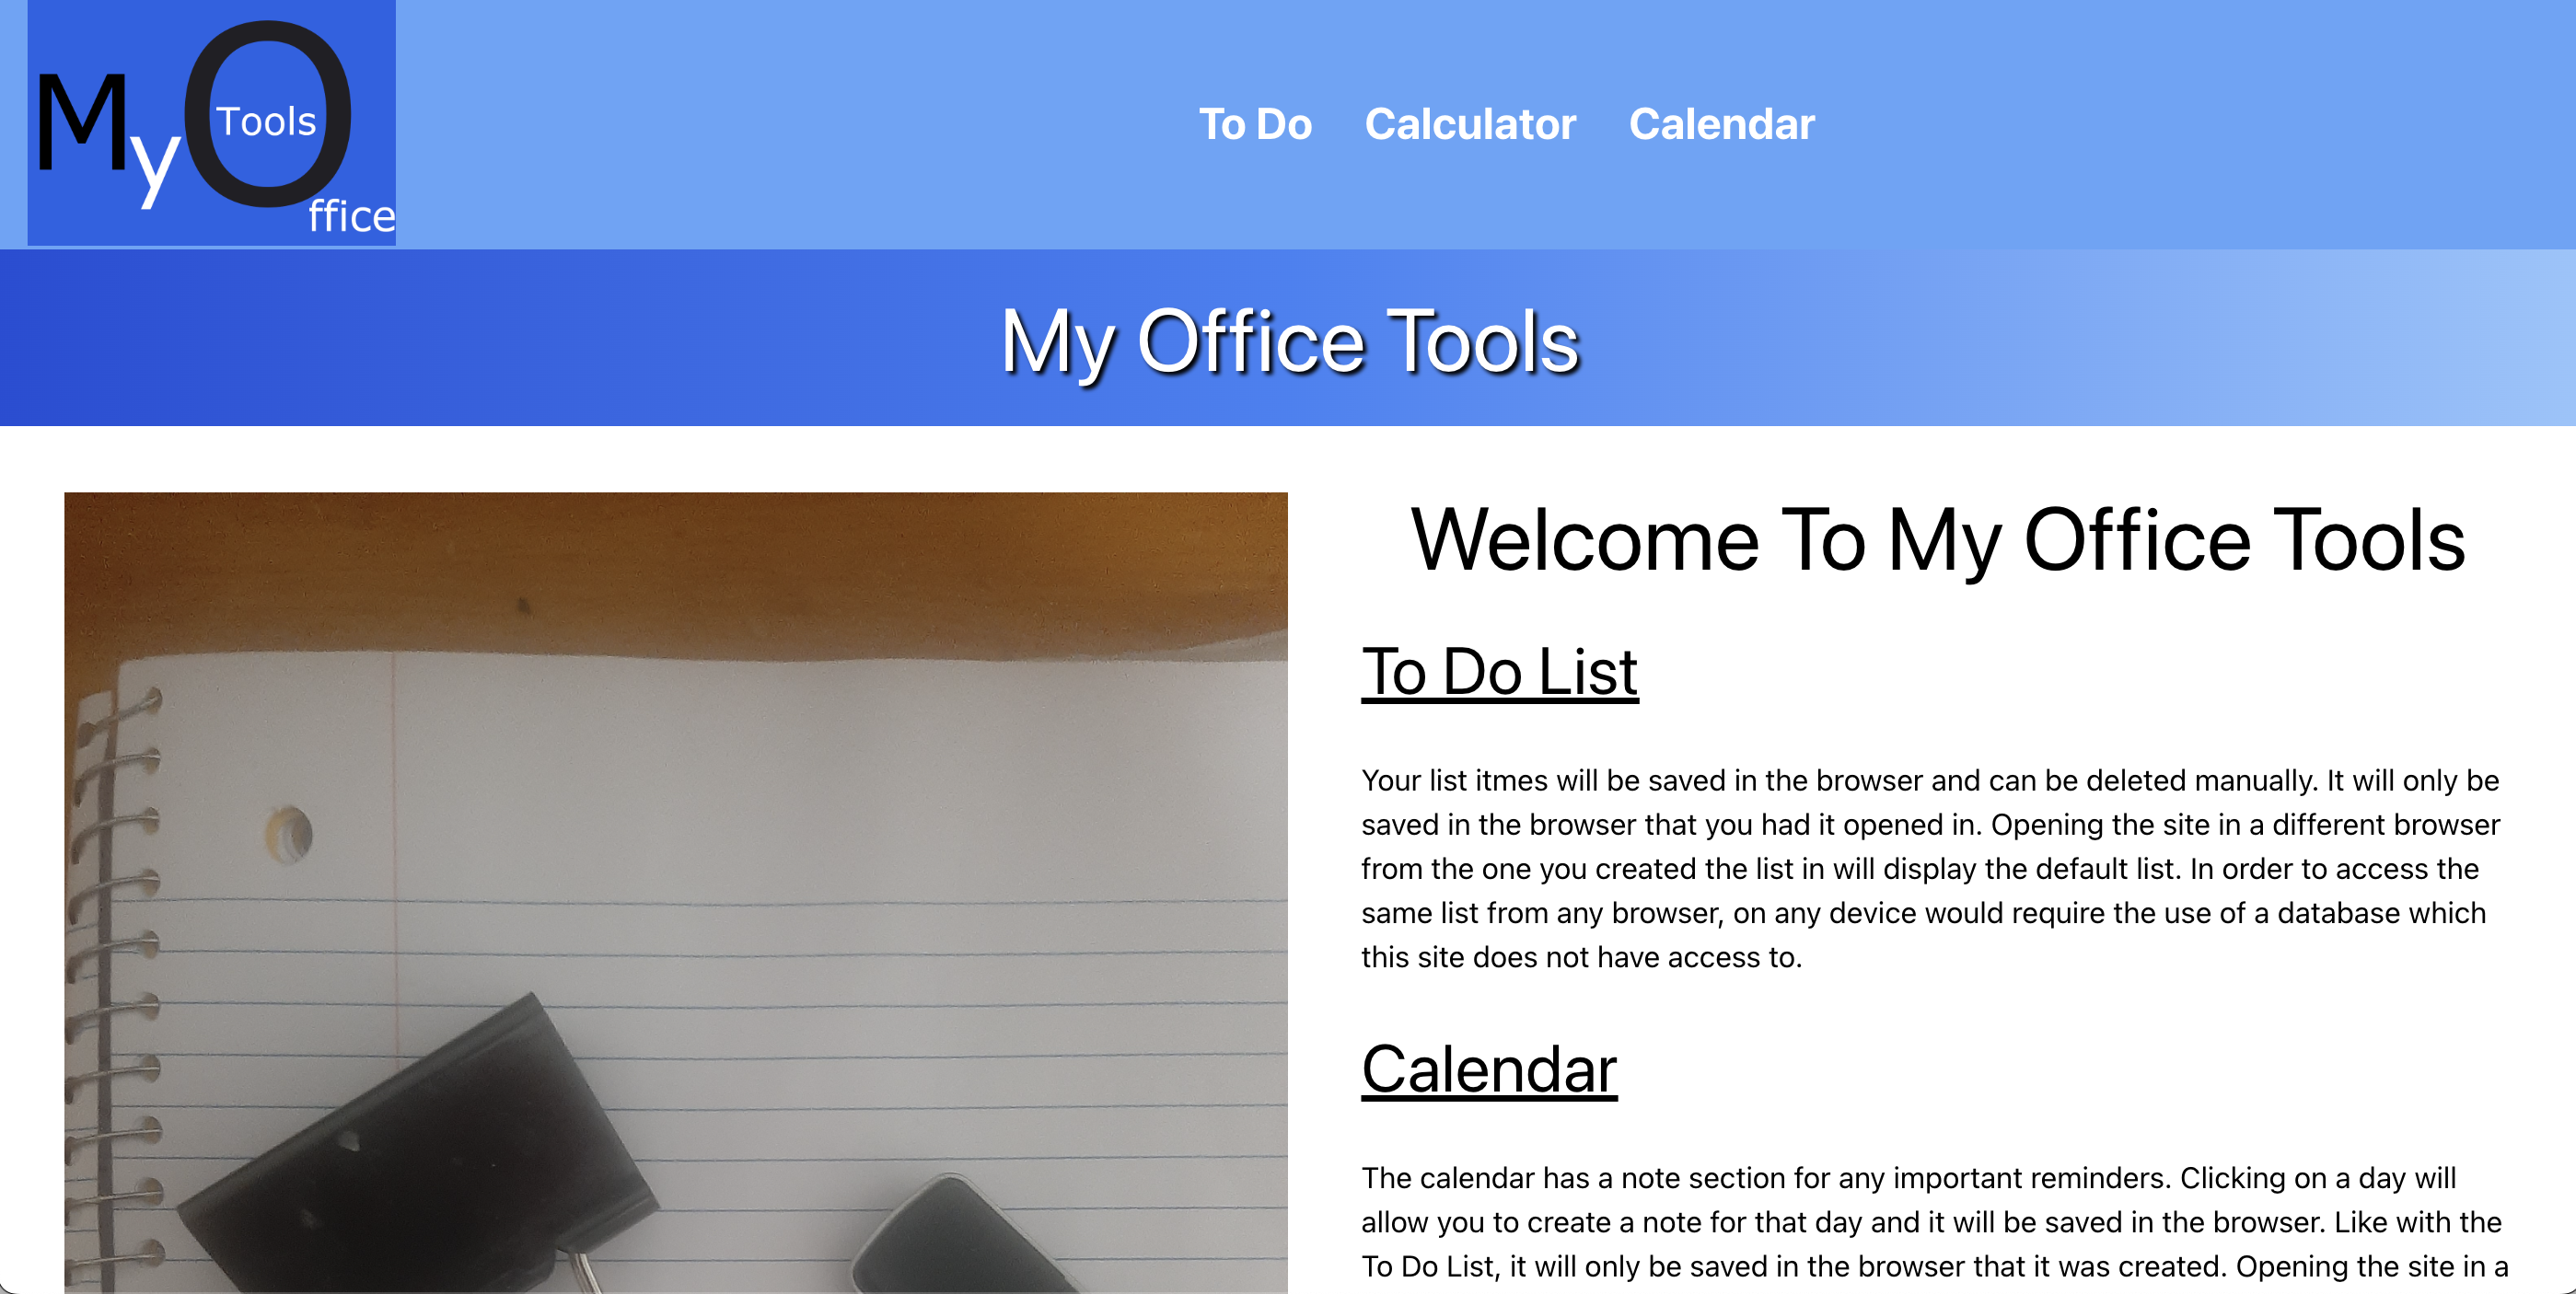 My Tools Office
To Do Calculator Calendar
My Office Tools
Welcome To My Office Tools
To Do List
Your list itmes will be saved in the browser and can be deleted manually. It will only be
saved in the browser that you had it opened in. Opening the site in a different browser
from the one you created the list in will display the default list. In order to access the
same list from any browser, on any device would require the use of a database which
this site does not have access to.
Calendar
The calendar has a note section for any important reminders. Clicking on a day will
allow you to create a note for that day and it will be saved in the browser. Like with the
To Do List, it will only be saved in the browser that it was created. Opening the site in a